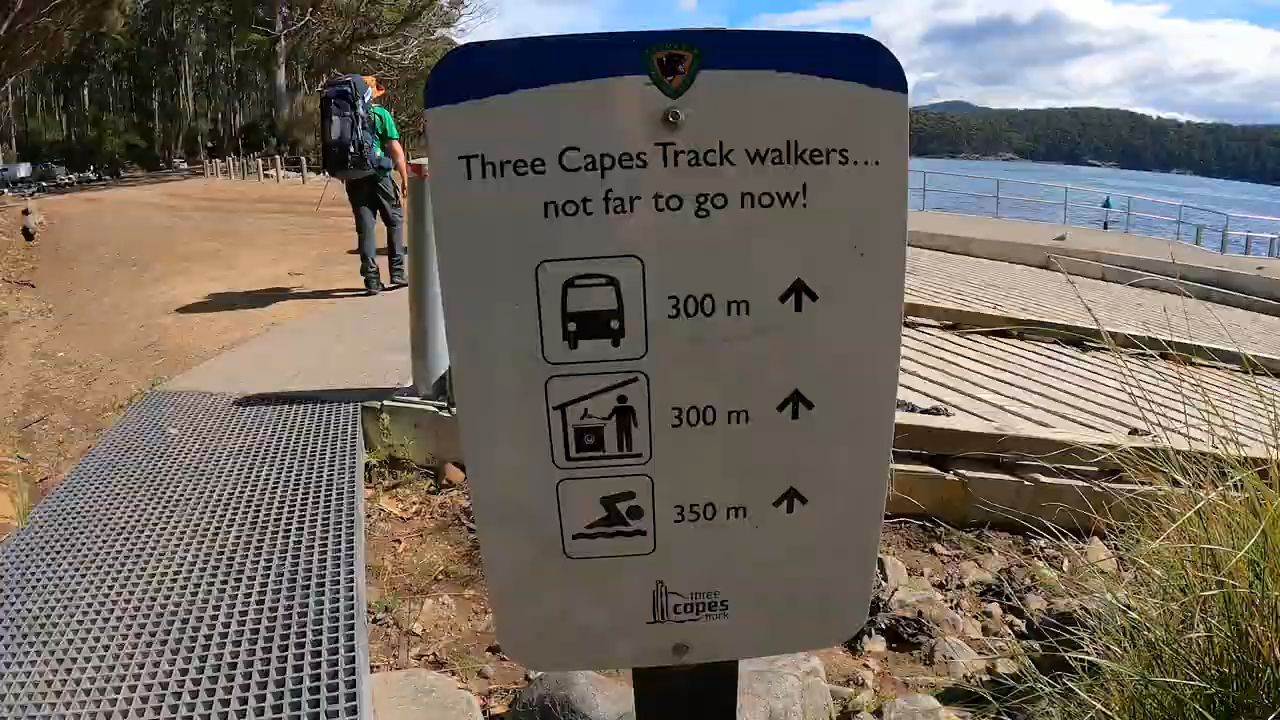 Three Capes Track walkers...
not far to go now!
300 m
300 m
350 m
three
capes
track